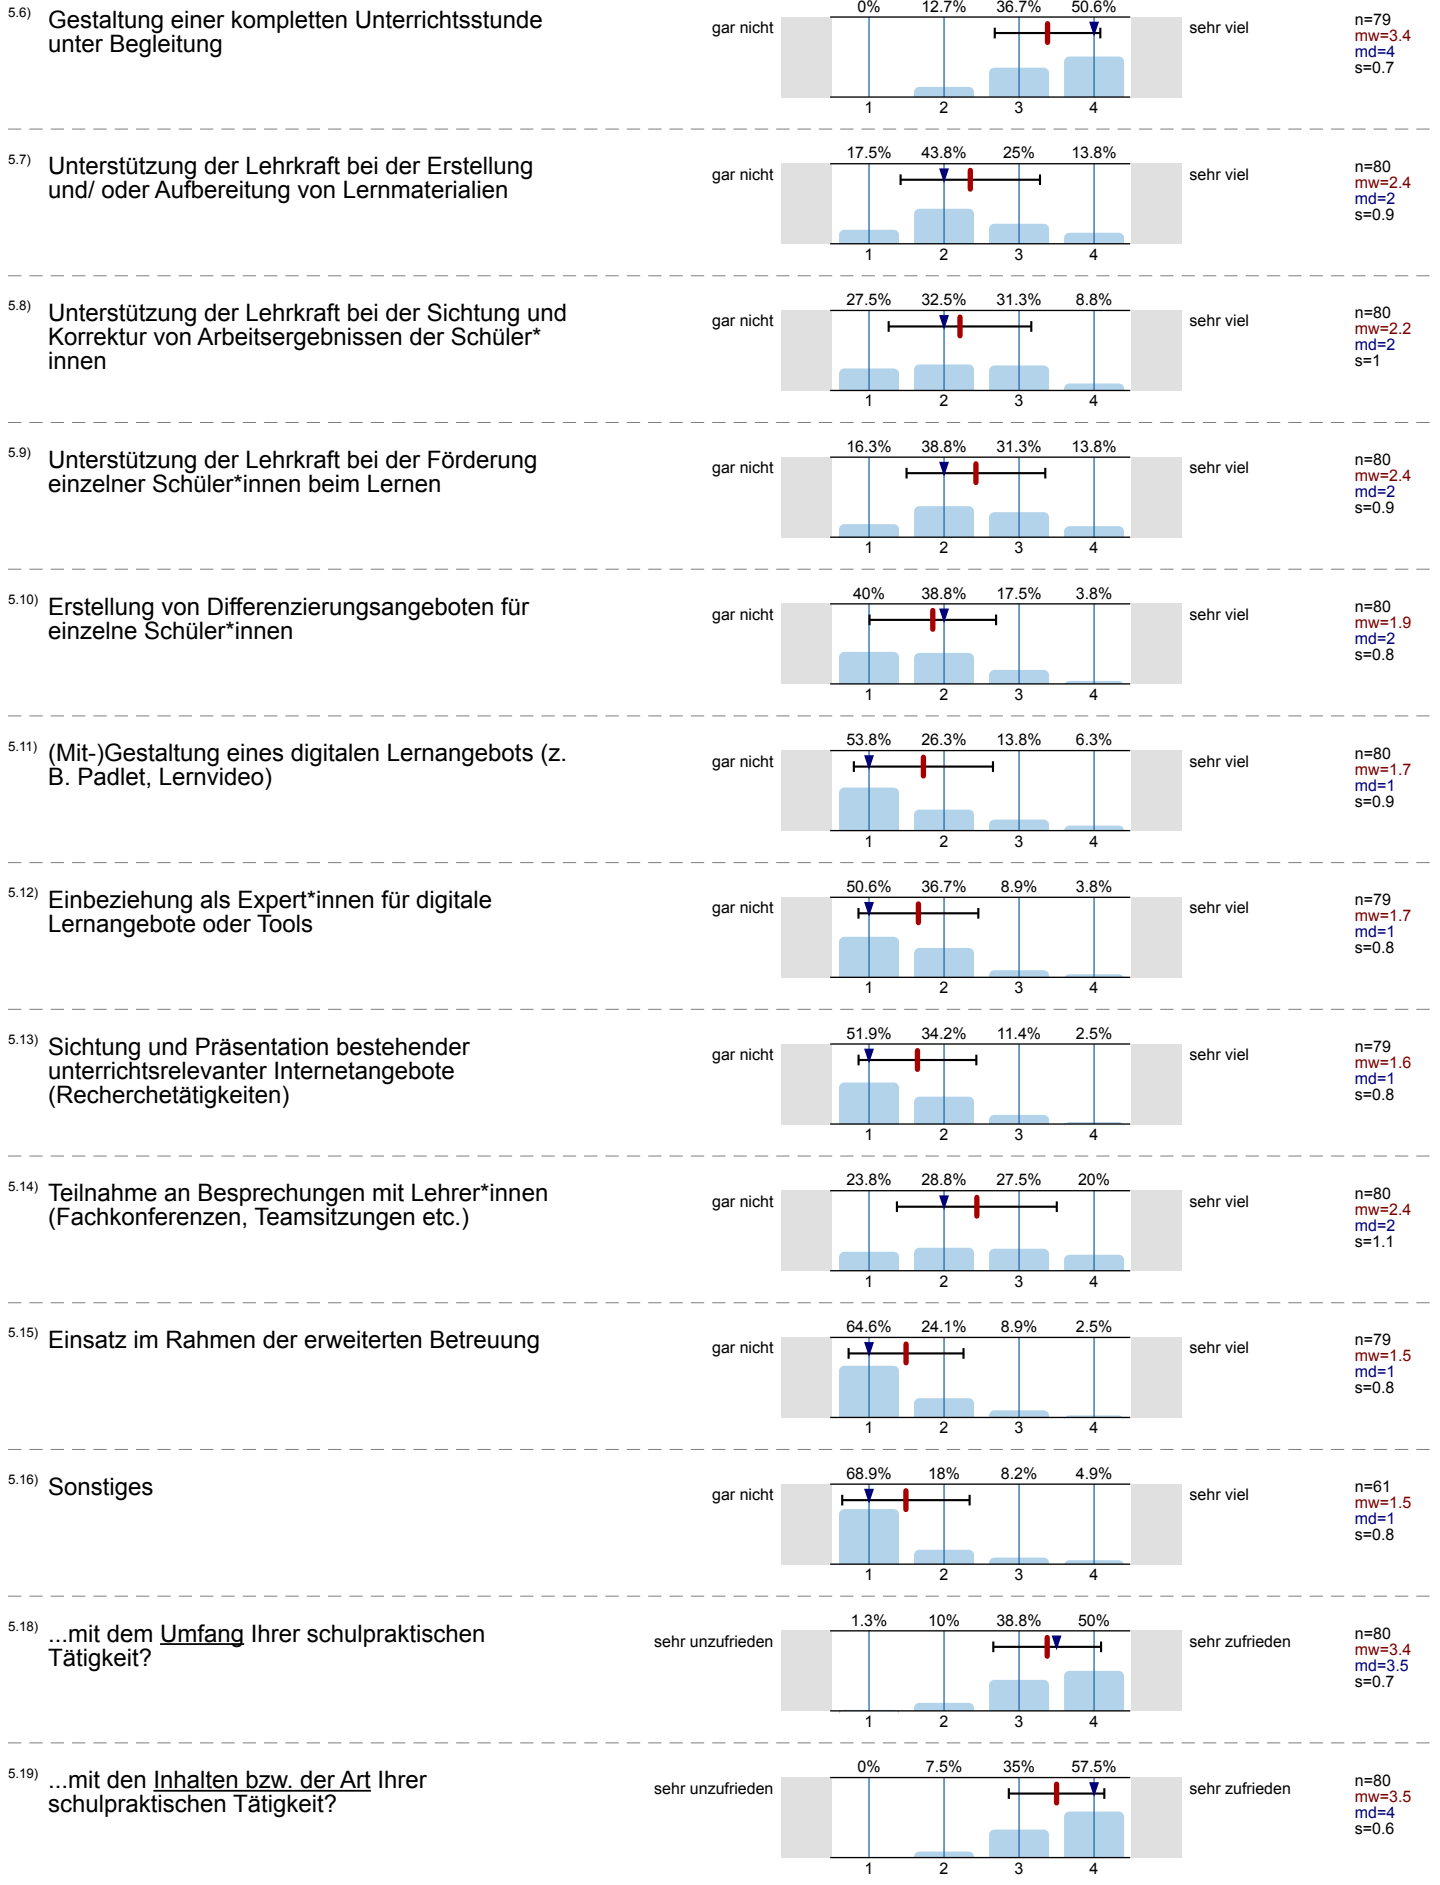 5.6) Gestaltung einer kompletten Unterrichtsstunde
unter Begleitung
gar nicht
0% 12.7% 36.7% 50.6%
1 2 3 4
sehr viel
n=79
mw=3.4
md=4
s=0.7
5.7) Unterstützung der Lehrkraft bei der Erstellung
und/ oder Aufbereitung von Lernmaterialien
gar nicht
17.5% 43.8% 25% 13.8%
1 2 3 4
sehr viel
n=80
mw=2.4
md=2
s=0.9
5.8) Unterstützung der Lehrkraft bei der Sichtung und
Korrektur von Arbeitsergebnissen der Schüler*
innen
gar nicht
27.5% 32.5% 31.3% 8.8%
1 2 3 4
sehr viel
n=80
mw=2.2
md=2
s=1
5.9) Unterstützung der Lehrkraft bei der Förderung
einzelner Schüler*innen beim Lernen
gar nicht
16.3% 38.8% 31.3% 13.8%
1 2 3 4
sehr viel
n=80
mw=2.4
md=2
s=0.9
5.10) Erstellung von Differenzierungsangeboten für
einzelne Schüler*innen
gar nicht
40% 38.8% 17.5% 3.8%
1 2 3 4
sehr viel
n=80
mw=1.9
md=2
s=0.8
5.11) (Mit-)Gestaltung eines digitalen Lernangebots (z.
B. Padlet, Lernvideo)
gar nicht
53.8% 26.3% 13.8% 6.3%
1 2 3 4
sehr viel
n=80
mw=1.7
md=1
s=0.9
5.12) Einbeziehung als Expert*innen für digitale
Lernangebote oder Tools
gar nicht
50.6% 36.7% 8.9% 3.8%
1 2 3 4
sehr viel
n=79
mw=1.7
md=1
s=0.8
5.13) Sichtung und Präsentation bestehender
unterrichtsrelevanter Internetangebote
(Recherchetätigkeiten)
gar nicht
51.9% 34.2% 11.4% 2.5%
1 2 3 4
sehr viel
n=79
mw=1.6
md=1
s=0.8
5.14) Teilnahme an Besprechungen mit Lehrer*innen
(Fachkonferenzen, Teamsitzungen etc.)
gar nicht
23.8% 28.8% 27.5% 20%
1 2 3 4
sehr viel
n=80
mw=2.4
md=2
s=1.1
5.15) Einsatz im Rahmen der erweiterten Betreuung
gar nicht
64.6% 24.1% 8.9% 2.5%
1 2 3 4
sehr viel
n=79
mw=1.5
md=1
s=0.8
5.16) Sonstiges
gar nicht
68.9% 18% 8.2% 4.9%
1 2 3 4
sehr viel
n=61
mw=1.5
md=1
s=0.8
5.18) ...mit dem Umfang Ihrer schulpraktischen
Tätigkeit?
sehr unzufrieden
1.3% 10% 38.8% 50%
1 2 3 4
sehr zufrieden
n=80
mw=3.4
md=3.5
s=0.7
5.19) ...mit den Inhalten bzw. der Art Ihrer
schulpraktischen Tätigkeit?
sehr unzufrieden
0% 7.5% 35% 57.5%
1 2 3 4
sehr zufrieden
n=80
mw=3.5
md=4
s=0.6